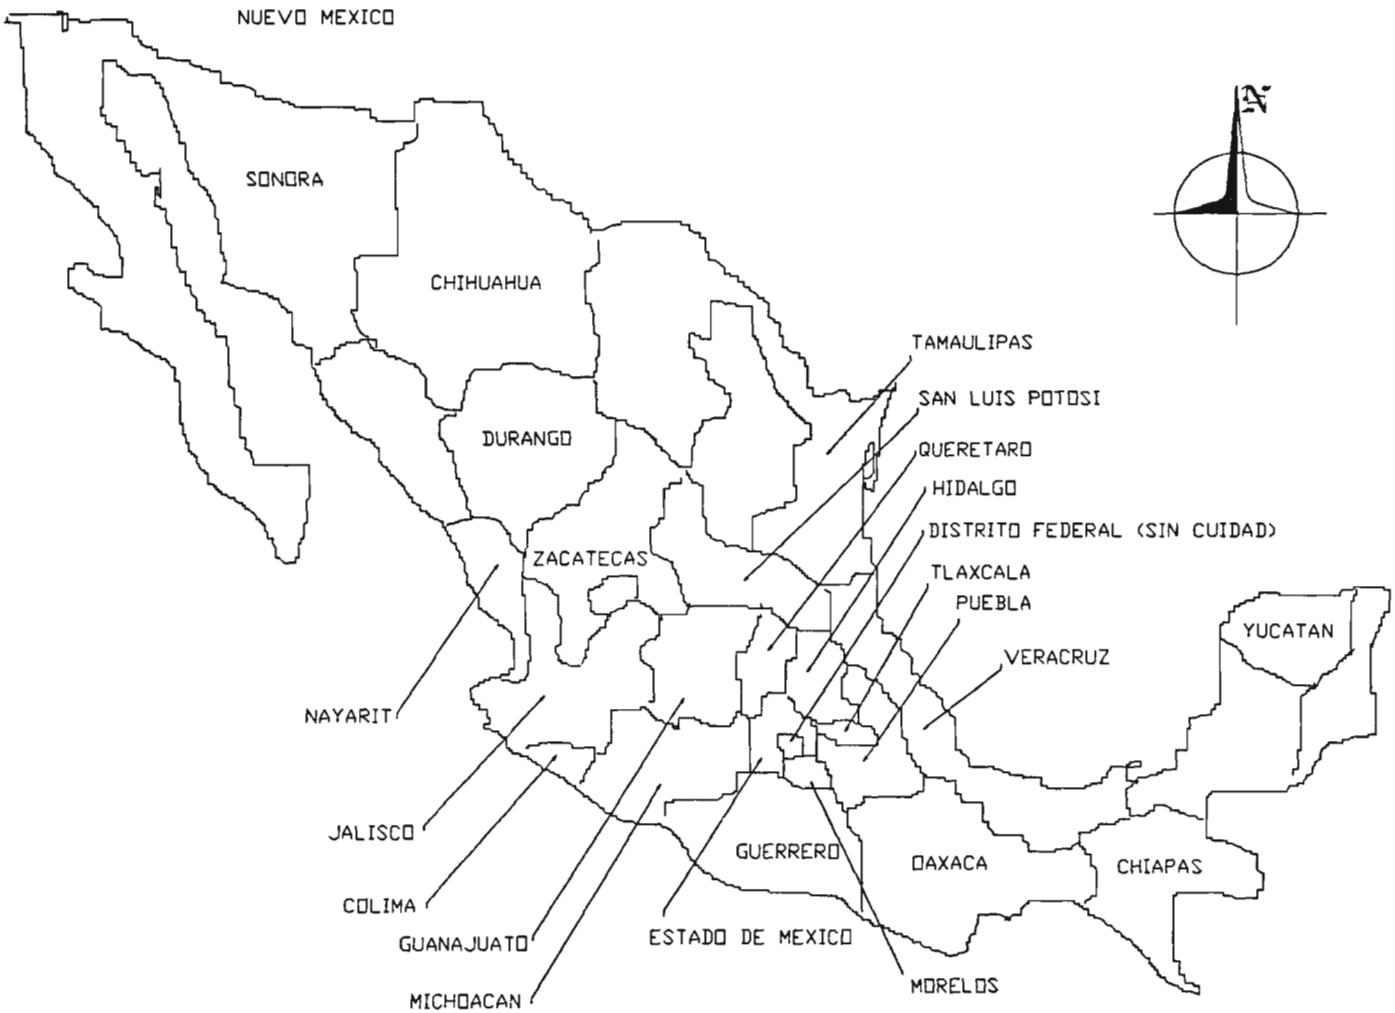 NUEVO MEXICO
N
SONORA
CHIHUAHUA
TAMAULIPAS
SAN LUIS POTOSI
DURANGO
QUERETARO
HIDALGO
DISTRITO FEDERAL (SIN CUIDAD)
ZACATECAS
TLAXCALA
PUEBLA
YUCATAN
VERACRUZ
NAYARIT
JALISCO
GUERRERO
OAXACA
CHIAPAS
COLIMA
ESTADO DE MEXICO
GUANAJUATO
MORELOS
MICHOACAN